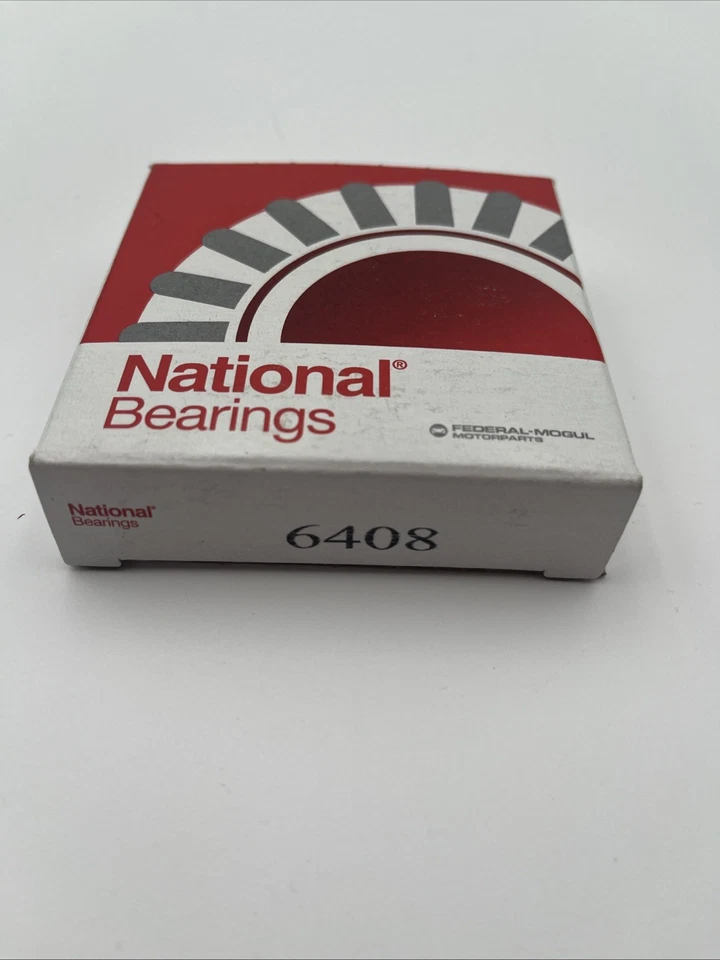 National®
Bearings
FEDERAL-MOGUL
MOTORPARTS
National®
Bearings
6408